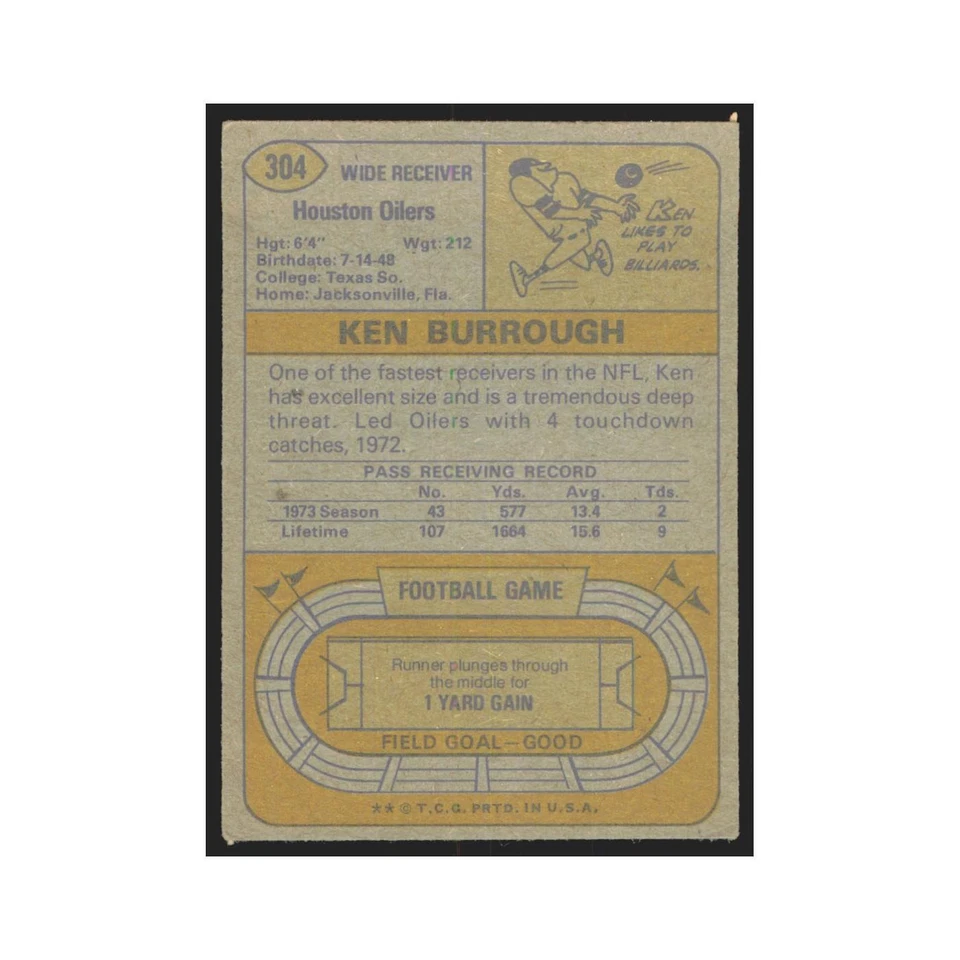 304
WIDE RECEIVER
Houston Oilers
Hgt: 6'4" Wgt: 212
Birthdate: 7-14-48
College: Texas So.
Home: Jacksonville, Fla.
KEN
LIKES TO
PLAY
BILLIARDS.
KEN BURROUGH
One of the fastest receivers in the NFL, Ken
has excellent size and is a tremendous deep
threat. Led Oilers with 4 touchdown
catches, 1972.
PASS RECEIVING RECORD
No. Yds. Avg. Tds.
1973 Season 43 577 13.4 2
Lifetime 107 1664 15.6 9
FOOTBALL GAME
Runner plunges through
the middle for
1 YARD GAIN
FIELD GOAL—GOOD
** © T.C.G. PRTD. IN U.S.A.